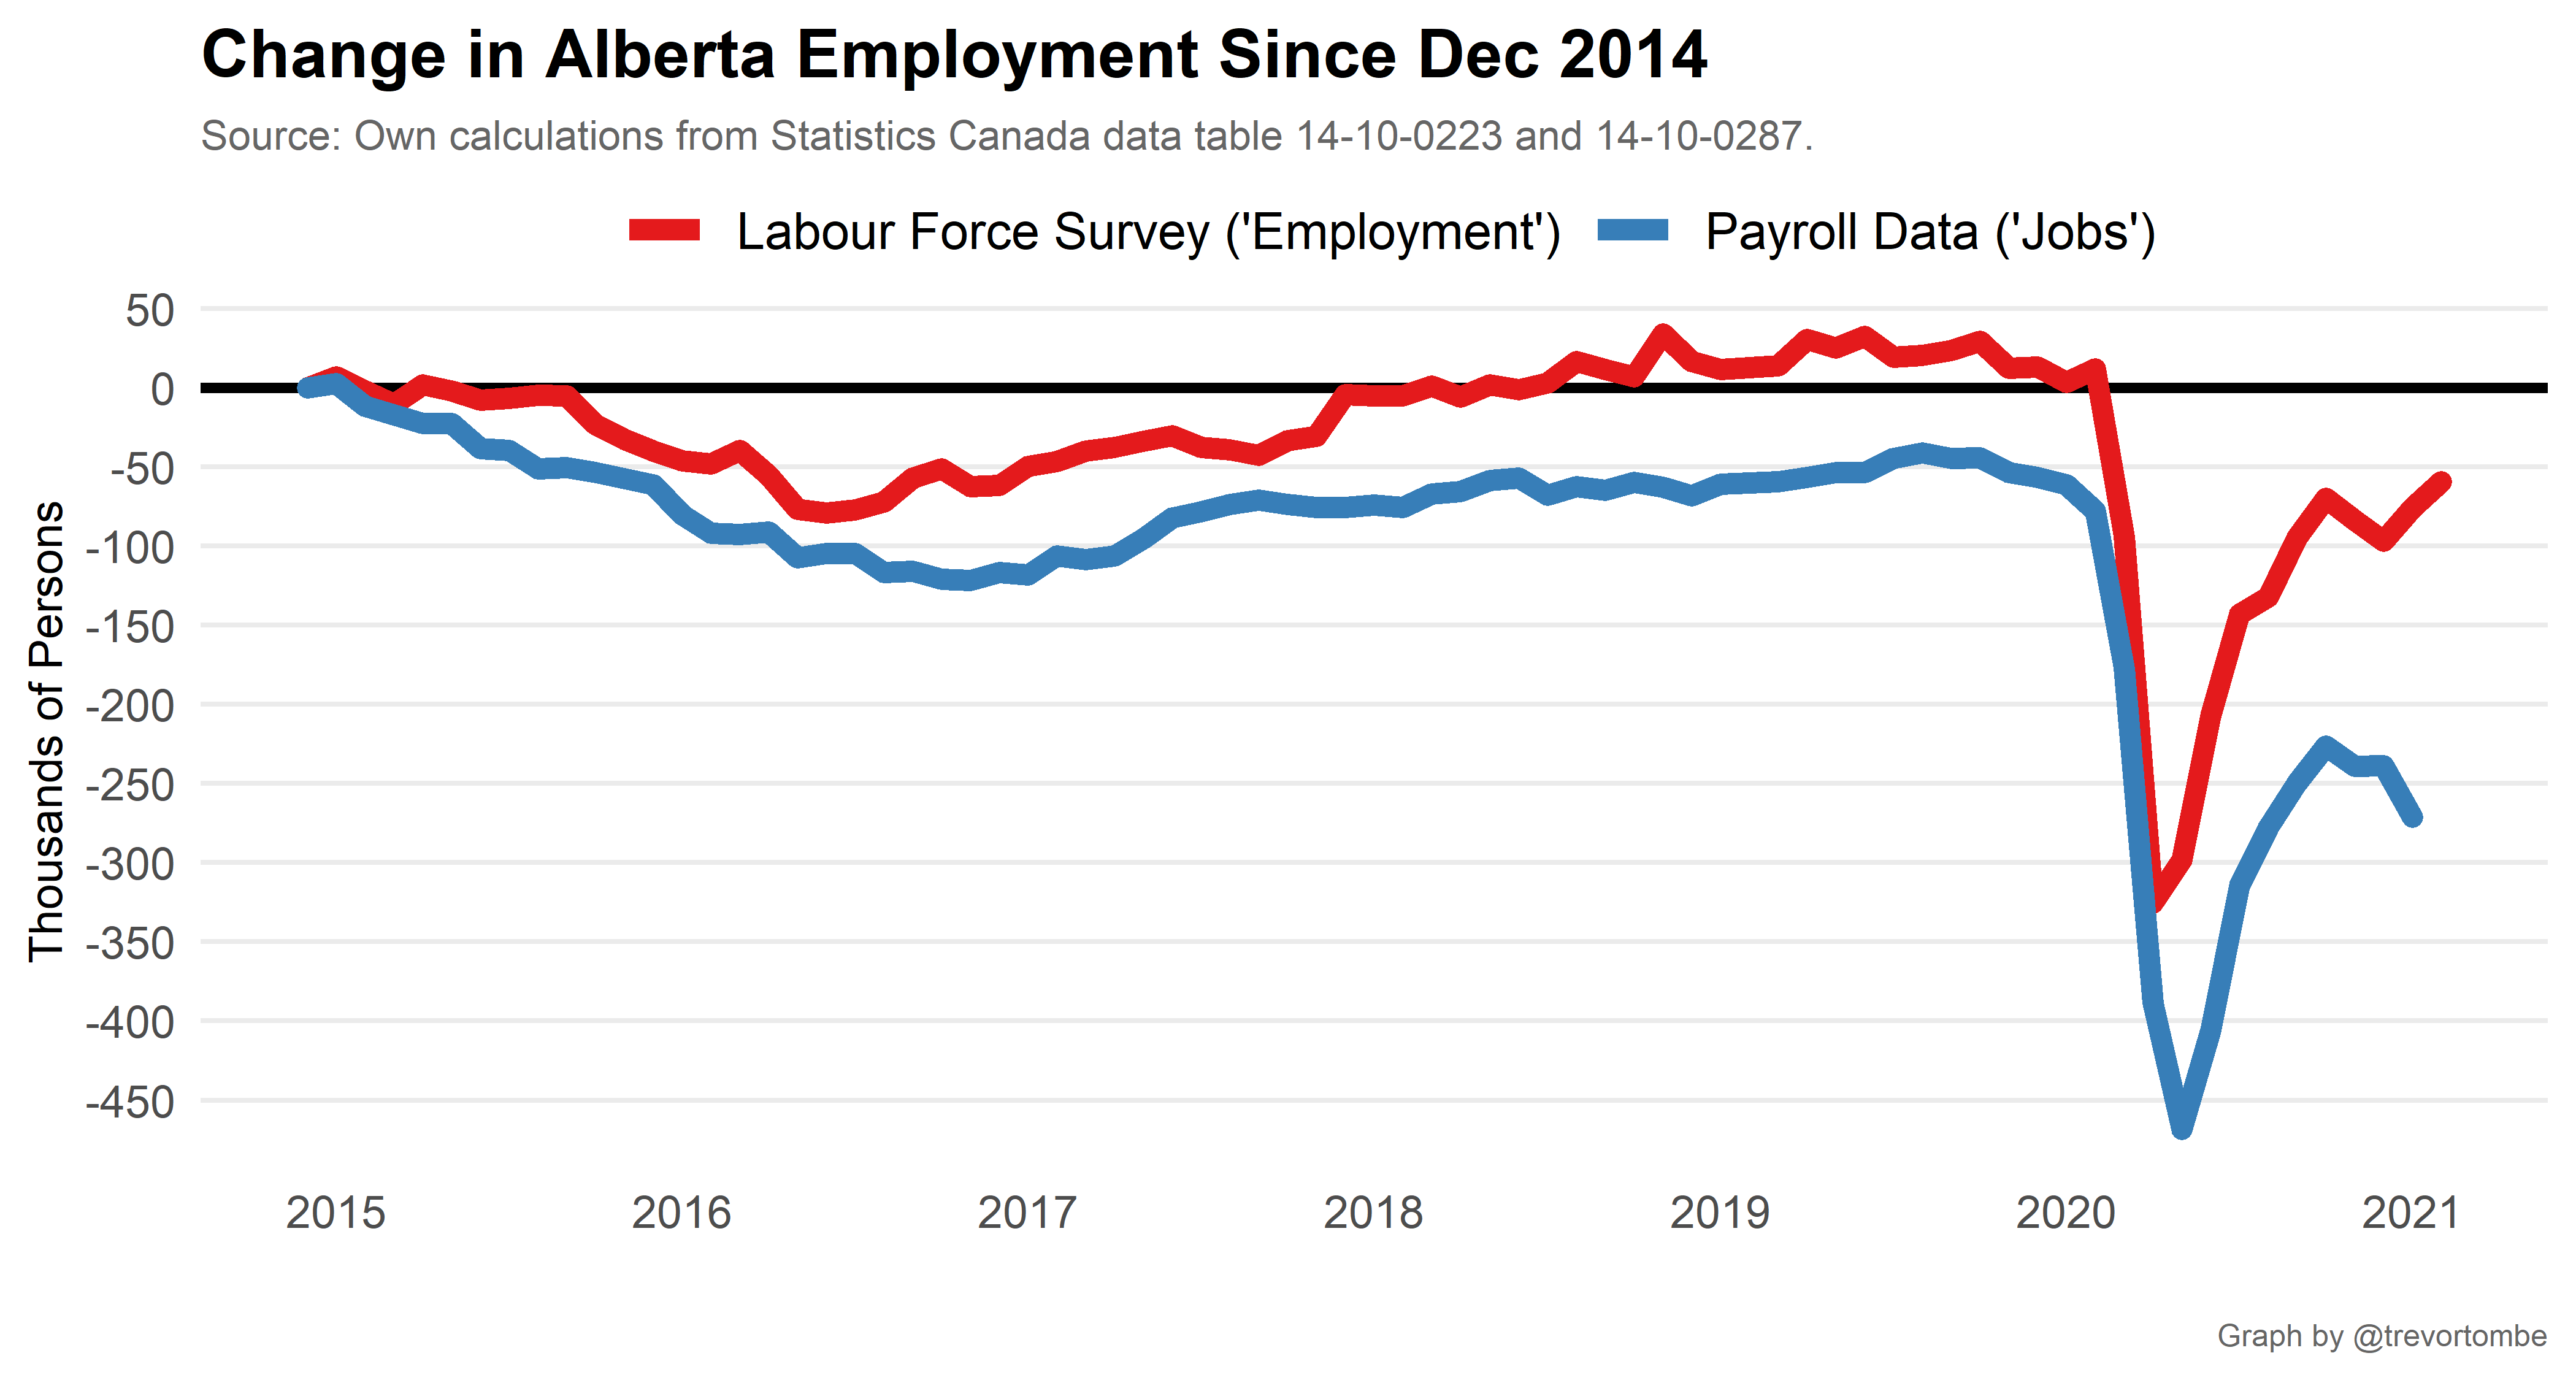 Change in Alberta Employment Since Dec 2014
Source: Own calculations from Statistics Canada data table 14-10-0223 and 14-10-0287.
Labour Force Survey ('Employment') Payroll Data ('Jobs')
Thousands of Persons
50
0
-50
-100
-150
-200
-250
-300
-350
-400
-450
2015 2016 2017 2018 2019 2020 2021
Graph by @trevortombe